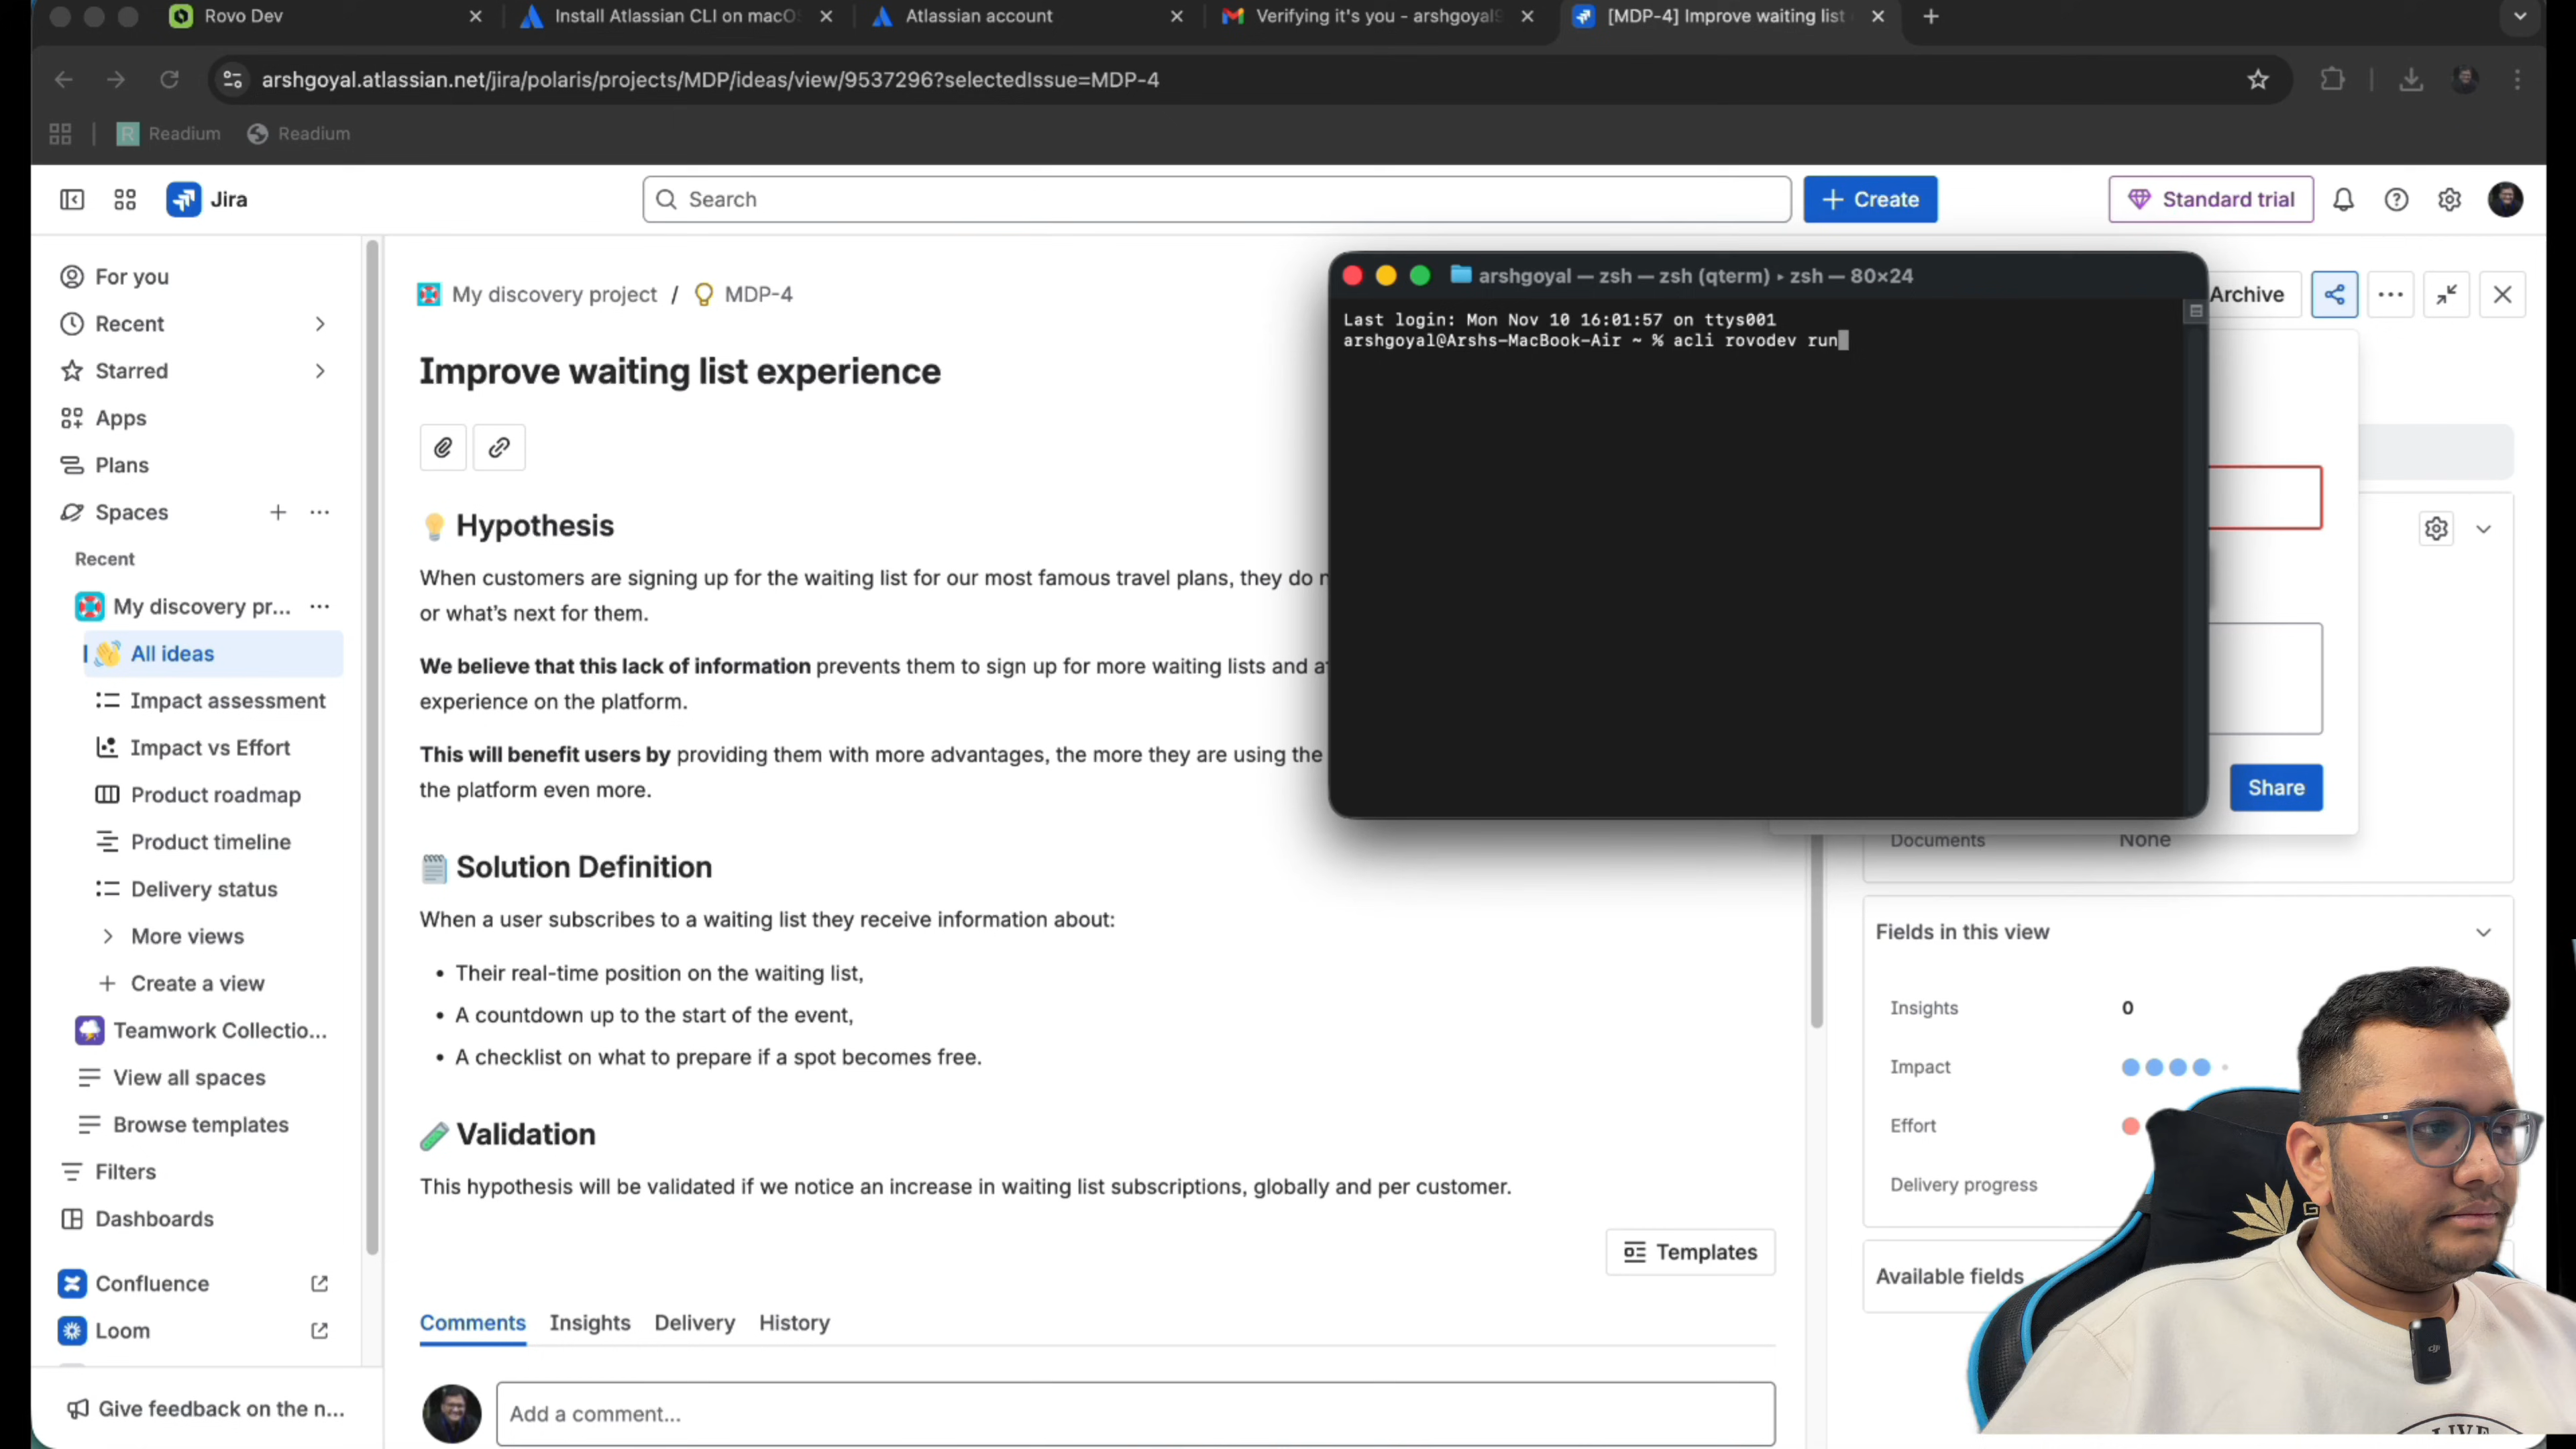 Rovo Dev
Install Atlassian CLI on macOS
Atlassian account
Verifying it's you - arshgoyal9
[MDP-4] Improve waiting list
arshgoyal.atlassian.net/jira/polaris/projects/MDP/ideas/view/9537296?selectedIssue=MDP-4
R Readium
Readium
Jira
Search
Create
Standard trial
For you
Recent
Starred
Apps
Plans
Spaces
Recent
My discovery pr...
All ideas
Impact assessment
Impact vs Effort
Product roadmap
Product timeline
Delivery status
More views
Create a view
Teamwork Collectio...
View all spaces
Browse templates
Filters
Dashboards
Confluence
Loom
Give feedback on the n...
My discovery project / MDP-4
Improve waiting list experience
Hypothesis
When customers are signing up for the waiting list for our most famous travel plans, they do
or what's next for them.
We believe that this lack of information prevents them to sign up for more waiting lists and
experience on the platform.
This will benefit users by providing them with more advantages, the more they are using the
the platform even more.
Solution Definition
When a user subscribes to a waiting list they receive information about:
• Their real-time position on the waiting list,
• A countdown up to the start of the event,
• A checklist on what to prepare if a spot becomes free.
Validation
This hypothesis will be validated if we notice an increase in waiting list subscriptions, globally and per customer.
Templates
Comments
Insights
Delivery
History
Add a comment...
arshgoyal — zsh — zsh (qterm) ▸ zsh — 80×24
Last login: Mon Nov 10 16:01:57 on ttys001
arshgoyal@Arshs-MacBook-Air ~ % acli rovodev run
Archive
Share
Documents
None
Fields in this view
Insights
0
Impact
Effort
Delivery progress
Available fields
G
dji
LIVE